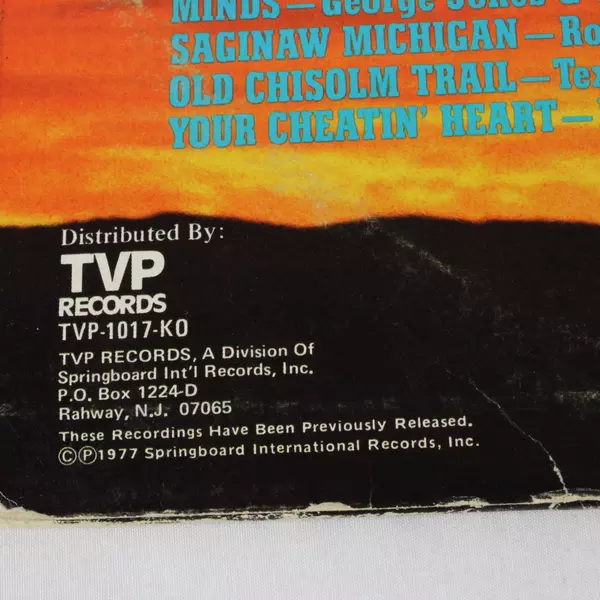 MINDS—George Jones
SAGINAW MICHIGAN—Ro
OLD CHISOLM TRAIL—Tex
YOUR CHEATIN' HEART—
Distributed By:
TVP
RECORDS
TVP-1017-KO
TVP RECORDS, A Division Of
Springboard Int'l Records, Inc.
P.O. Box 1224-D
Rahway, N.J. 07065
These Recordings Have Been Previously Released.
©℗1977 Springboard International Records, Inc.